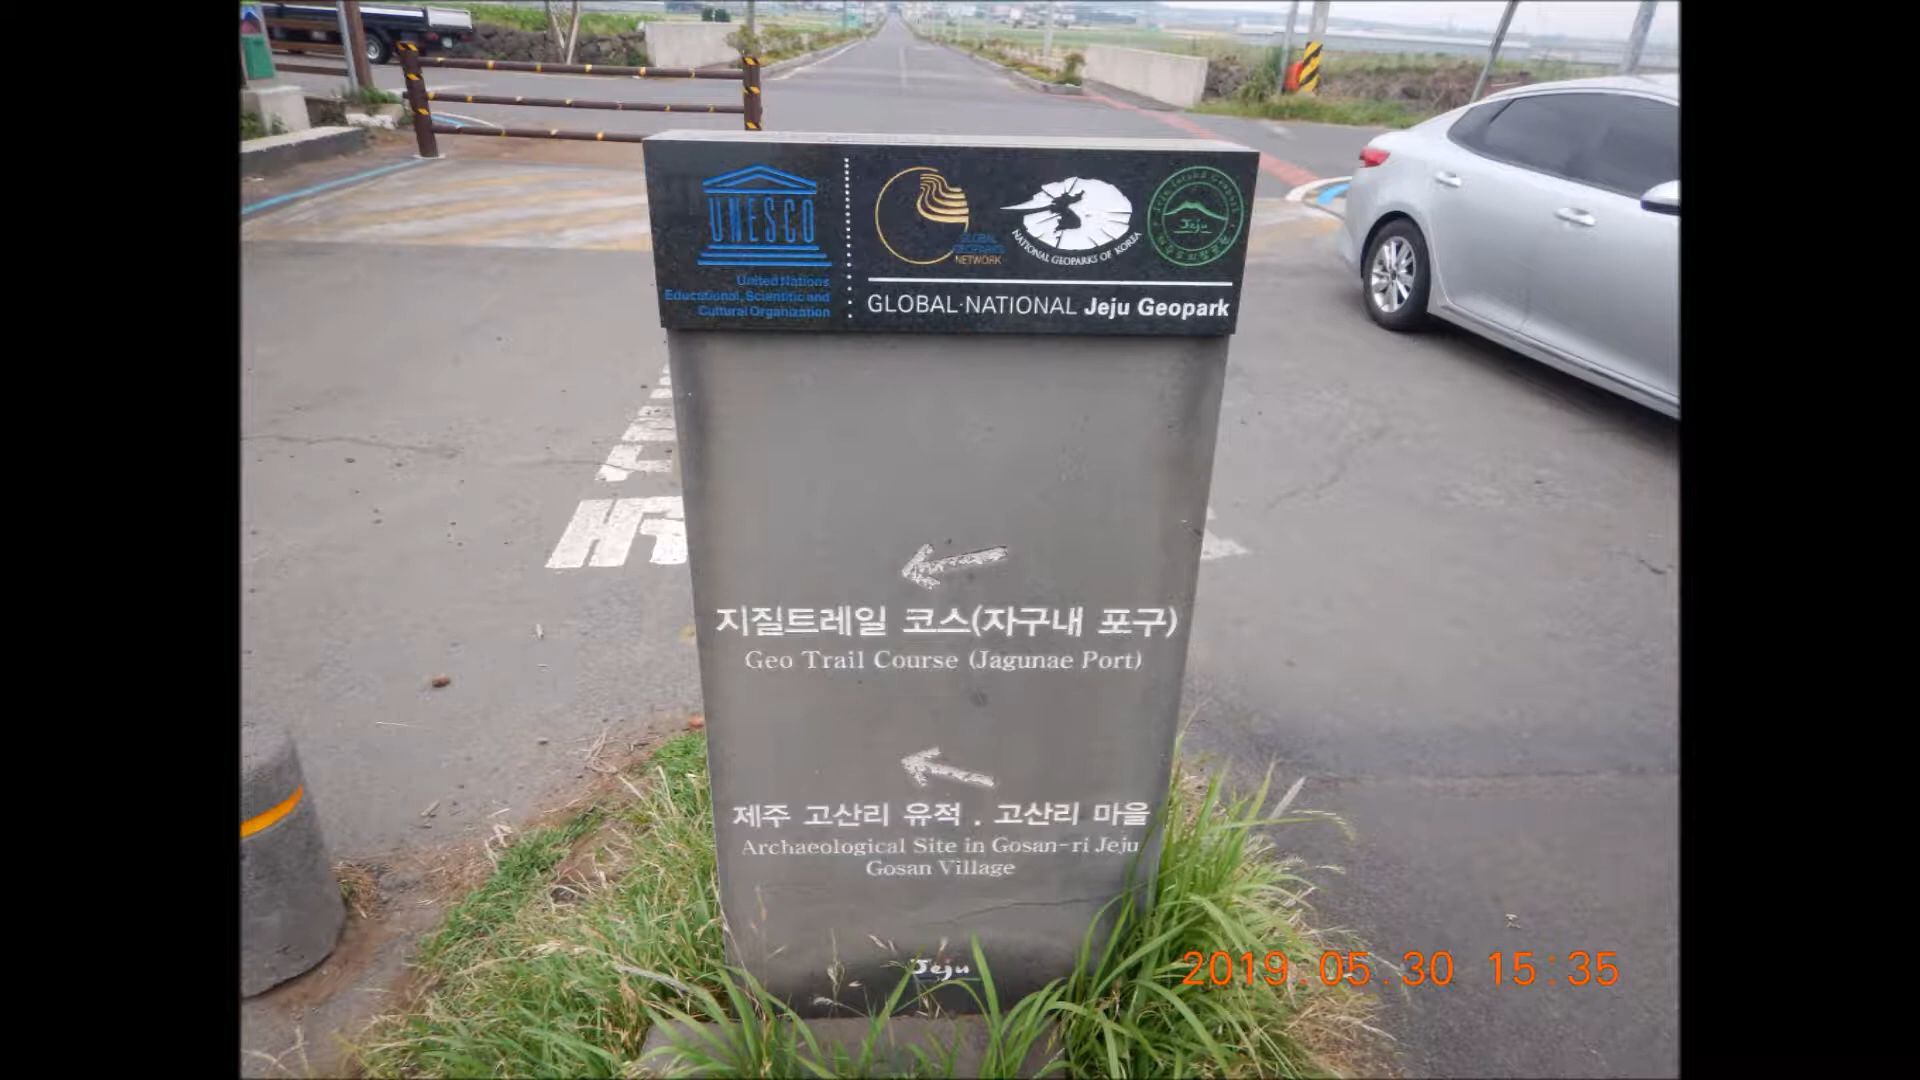 UNESCO
United Nations
Educational, Scientific and
Cultural Organization
GLOBAL
GEOPARKS
NETWORK
NATIONAL GEOPARKS OF KOREA
Jeju Island Geopark
Jeju
GLOBAL·NATIONAL Jeju Geopark
지질트레일 코스(자구내 포구)
Geo Trail Course (Jagunae Port)
제주 고산리 유적 . 고산리 마을
Archaeological Site in Gosan-ri Jeju
Gosan Village
Jeju
2019.05.30 15:35